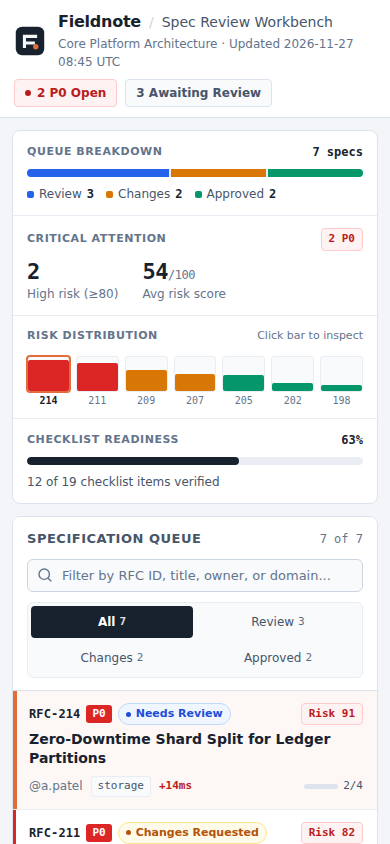 Fieldnote / Spec Review Workbench
Core Platform Architecture · Updated 2026-11-27
08:45 UTC
2 P0 Open
3 Awaiting Review
QUEUE BREAKDOWN 7 specs
Review 3 Changes 2 Approved 2
CRITICAL ATTENTION 2 P0
2 54/100
High risk (≥80) Avg risk score
RISK DISTRIBUTION Click bar to inspect
214 211 209 207 205 202 198
CHECKLIST READINESS 63%
12 of 19 checklist items verified
SPECIFICATION QUEUE 7 of 7
Filter by RFC ID, title, owner, or domain...
All 7 Review 3
Changes 2 Approved 2
RFC-214 P0 Needs Review Risk 91
Zero-Downtime Shard Split for Ledger
Partitions
@a.patel storage +14ms 2/4
RFC-211 P0 Changes Requested Risk 82